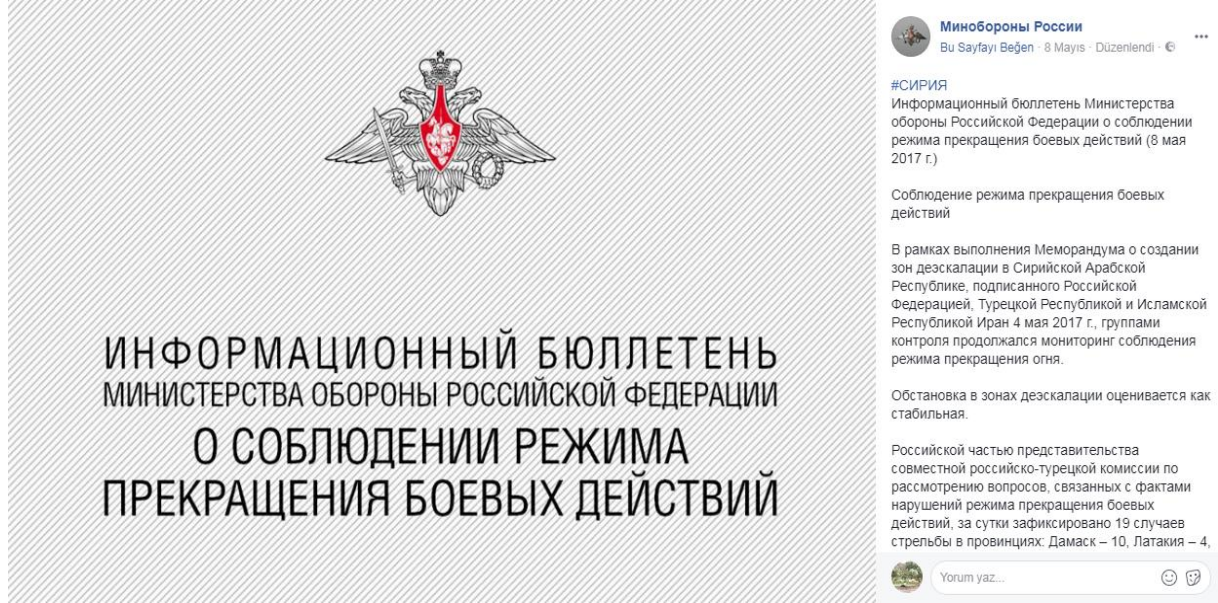 ИНФОРМАЦИОННЫЙ БЮЛЛЕТЕНЬ
МИНИСТЕРСТВА ОБОРОНЫ РОССИЙСКОЙ ФЕДЕРАЦИИ
О СОБЛЮДЕНИИ РЕЖИМА
ПРЕКРАЩЕНИЯ БОЕВЫХ ДЕЙСТВИЙ
Минобороны России
Bu Sayfayı Beğen · 8 Mayıs · Düzenlendi ·
#СИРИЯ
Информационный бюллетень Министерства
обороны Российской Федерации о соблюдении
режима прекращения боевых действий (8 мая
2017 г.)
Соблюдение режима прекращения боевых
действий
В рамках выполнения Меморандума о создании
зон деэскалации в Сирийской Арабской
Республике, подписанного Российской
Федерацией, Турецкой Республикой и Исламской
Республикой Иран 4 мая 2017 г., группами
контроля продолжался мониторинг соблюдения
режима прекращения огня.
Обстановка в зонах деэскалации оценивается как
стабильная.
Российской частью представительства
совместной российско-турецкой комиссии по
рассмотрению вопросов, связанных с фактами
нарушений режима прекращения боевых
действий, за сутки зафиксировано 19 случаев
стрельбы в провинциях: Дамаск – 10, Латакия – 4,
Yorum yaz...